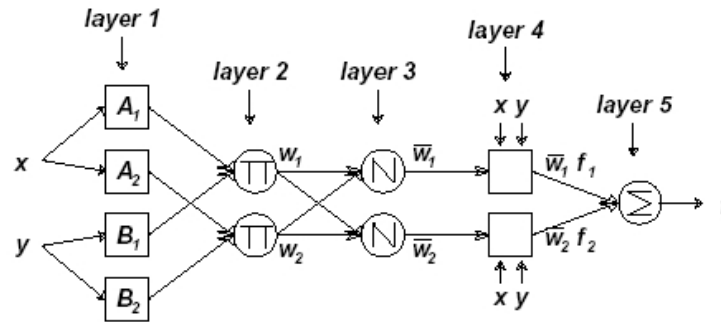 layer 1
layer 2
layer 3
layer 4
layer 5
x
y
A₁
A₂
B₁
B₂
Π
Π
w₁
w₂
N
N
w̅₁
w̅₂
x y
x y
w̅₁ f₁
w̅₂ f₂
Σ